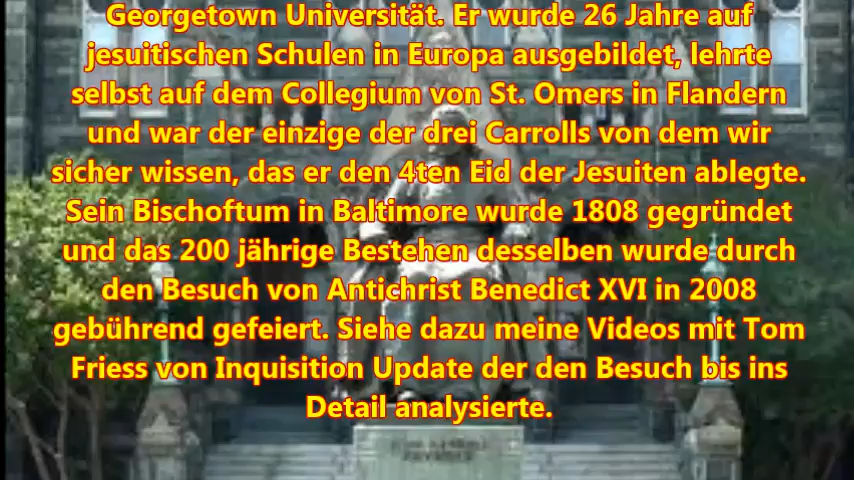 Georgetown Universität. Er wurde 26 Jahre auf
jesuitischen Schulen in Europa ausgebildet, lehrte
selbst auf dem Collegium von St. Omers in Flandern
und war der einzige der drei Carrolls von dem wir
sicher wissen, das er den 4ten Eid der Jesuiten ablegte.
Sein Bischoftum in Baltimore wurde 1808 gegründet
und das 200 jährige Bestehen desselben wurde durch
den Besuch von Antichrist Benedict XVI in 2008
gebührend gefeiert. Siehe dazu meine Videos mit Tom
Friess von Inquisition Update der den Besuch bis ins
Detail analysierte.